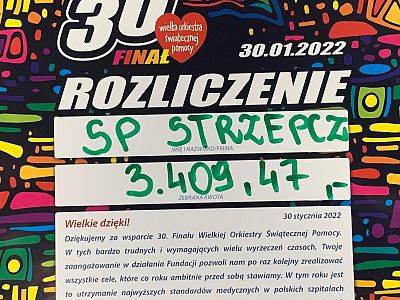 30
FINAŁ
wielka orkiestra
świątecznej
pomocy
30.01.2022
ROZLICZENIE
SP STRZEPCZ
IMIĘ I NAZWISKO/FIRMA
3.409,47,-
ZEBRANA KWOTA
Wielkie dzięki!
30 stycznia 2022
Dziękujemy za wsparcie 30. Finału Wielkiej Orkiestry Świątecznej Pomocy.
W tych bardzo trudnych i wymagających wielu wyrzeczeń czasach, Twoje
zaangażowanie w działania Fundacji pozwoli nam po raz kolejny zrealizować
wszystkie cele, które co roku ambitnie przed sobą stawiamy. W tym roku jest
to utrzymanie najwyższych standardów medycznych w polskich szpitalach